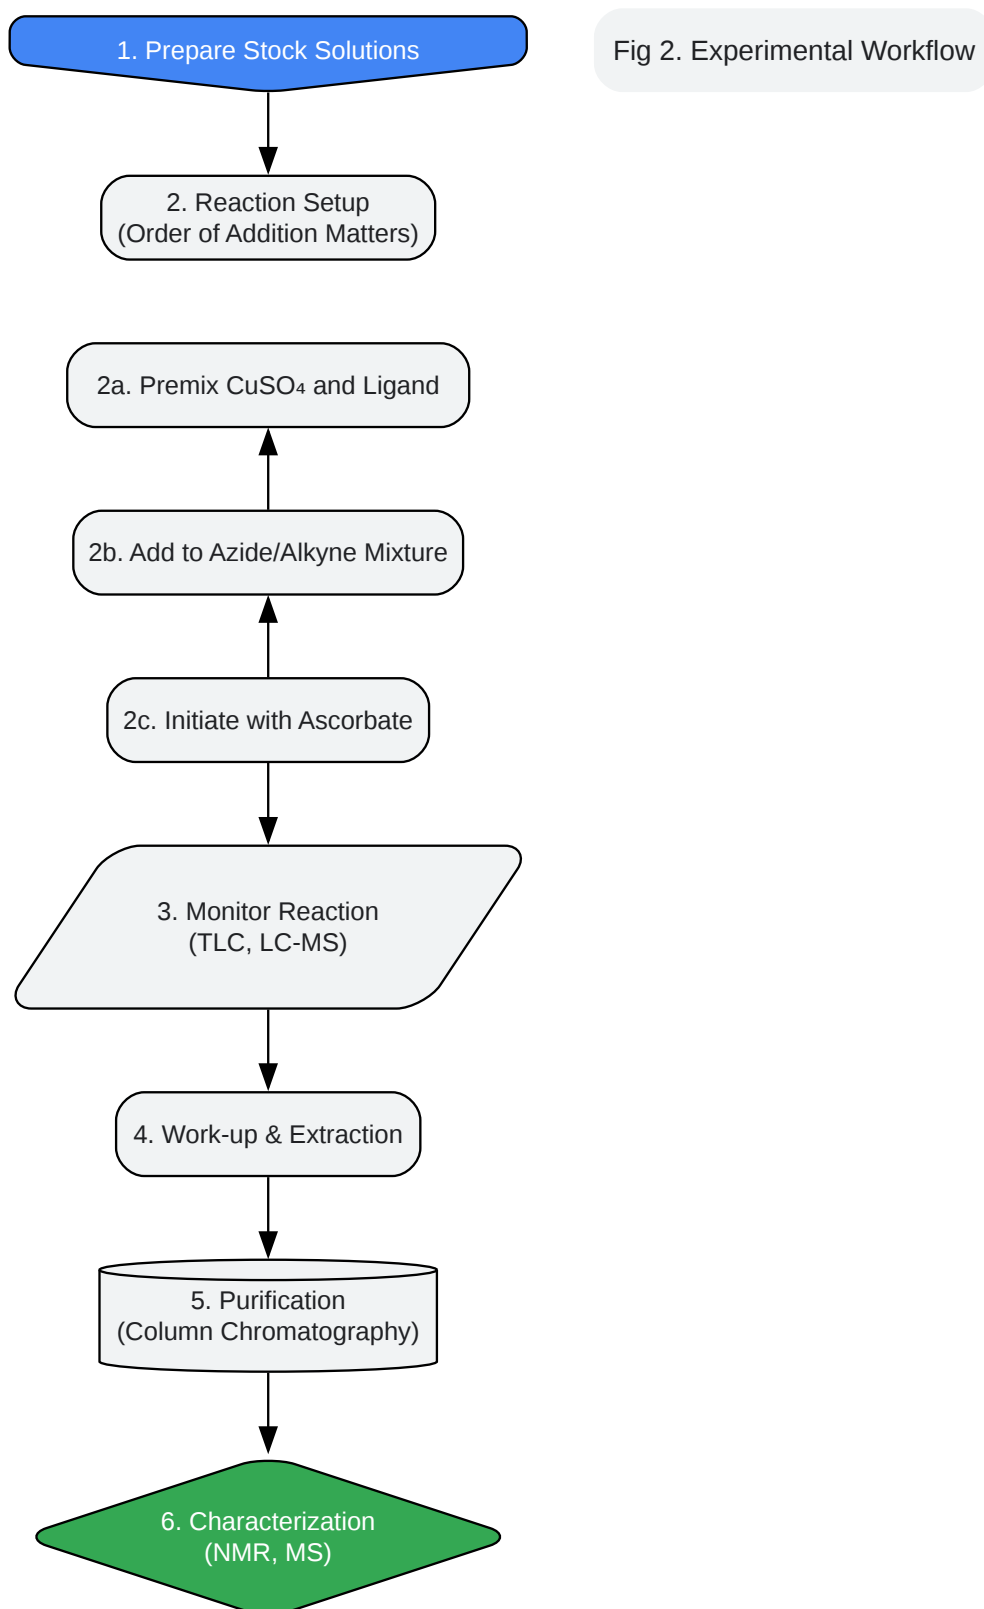 1. Prepare Stock Solutions
Fig 2. Experimental Workflow
2. Reaction Setup
(Order of Addition Matters)
2a. Premix CuSO₄ and Ligand
2b. Add to Azide/Alkyne Mixture
2c. Initiate with Ascorbate
3. Monitor Reaction
(TLC, LC-MS)
4. Work-up & Extraction
5. Purification
(Column Chromatography)
6. Characterization
(NMR, MS)